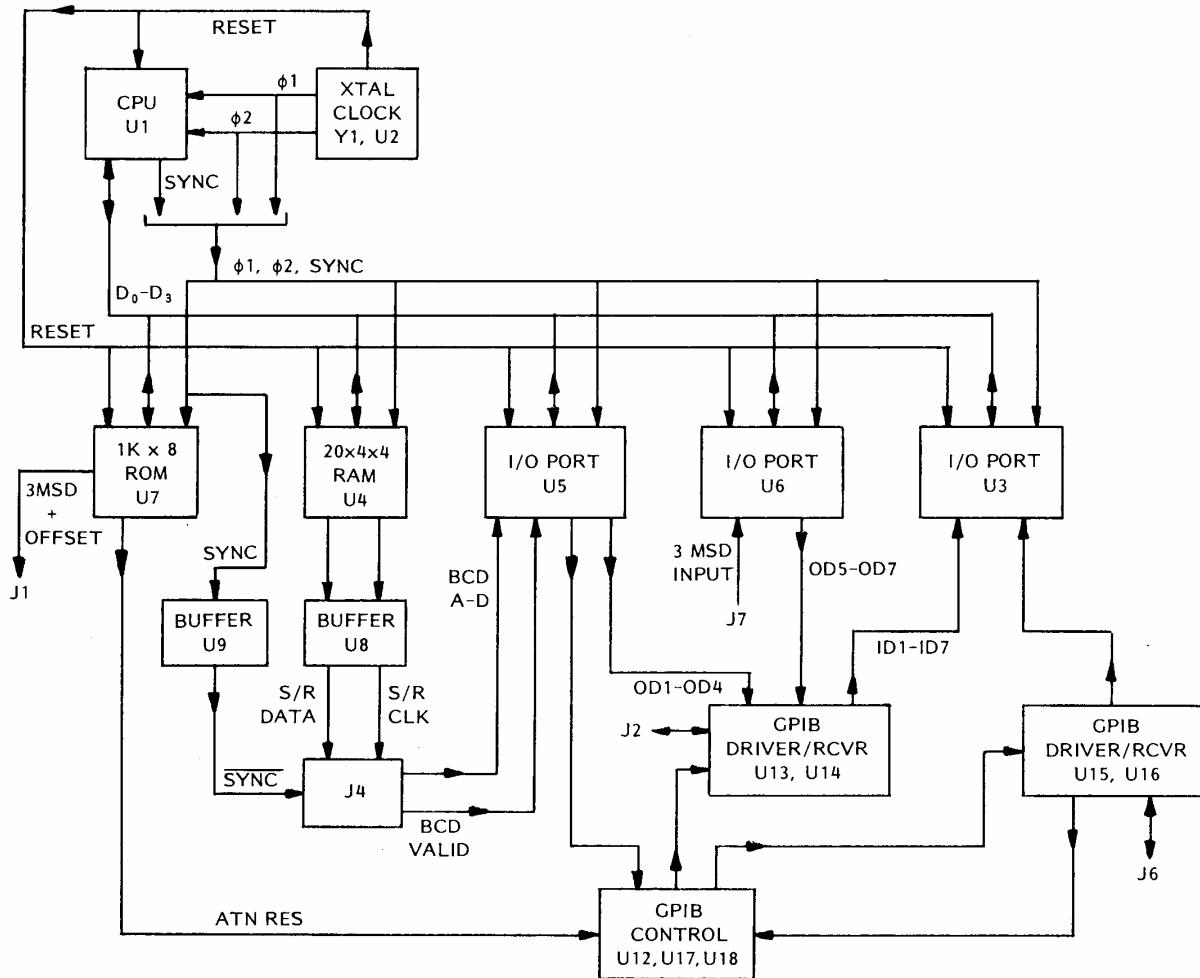 RESET
CPU
U1
ϕ1
ϕ2
XTAL
CLOCK
Y1, U2
SYNC
ϕ1, ϕ2, SYNC
D₀-D₃
RESET
1K x 8
ROM
U7
20x4x4
RAM
U4
I/O PORT
U5
I/O PORT
U6
I/O PORT
U3
3MSD
+
OFFSET
J1
SYNC
BUFFER
U9
BUFFER
U8
BCD
A-D
3 MSD
INPUT
J7
OD5-OD7
ID1-ID7
S/R
DATA
S/R
CLK
OD1-OD4
J2
GPIB
DRIVER/RCVR
U13, U14
GPIB
DRIVER/RCVR
U15, U16
S̅Y̅N̅C̅
J4
BCD
VALID
J6
ATN RES
GPIB
CONTROL
U12, U17, U18